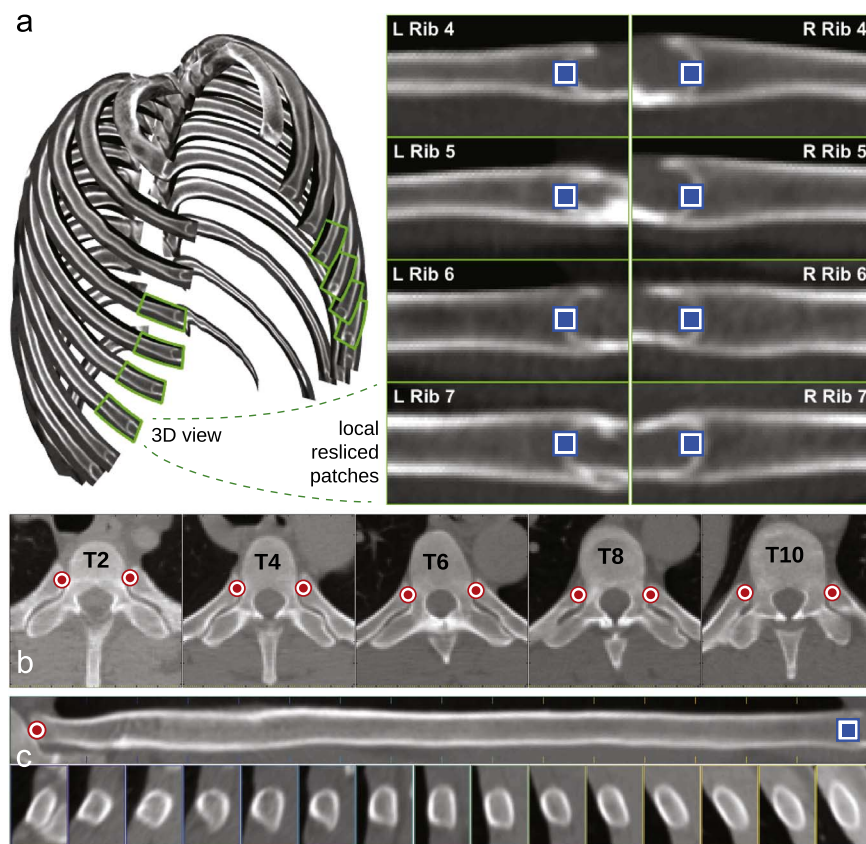 a
L Rib 4
R Rib 4
L Rib 5
R Rib 5
L Rib 6
R Rib 6
L Rib 7
R Rib 7
3D view
local
resliced
patches
T2
T4
T6
T8
T10
b
c